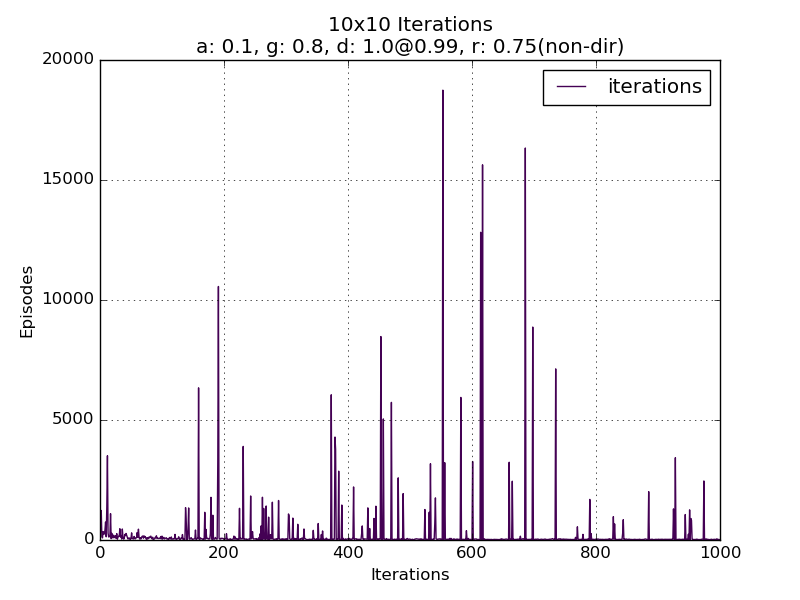 10x10 Iterations
a: 0.1, g: 0.8, d: 1.0@0.99, r: 0.75(non-dir)
20000
iterations
15000
Episodes
10000
5000
0
0 200 400 600 800 1000
Iterations